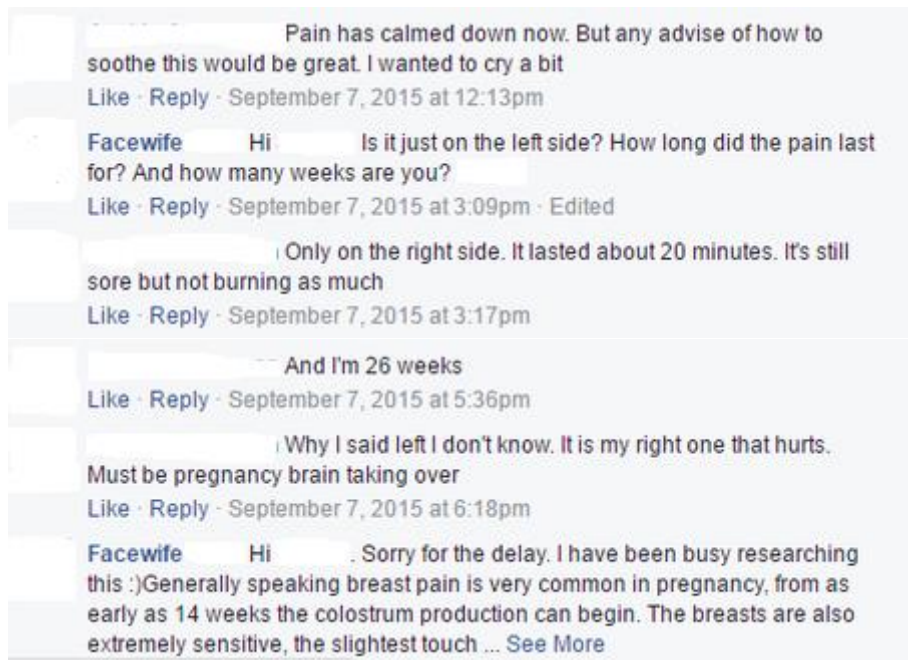 Pain has calmed down now. But any advise of how to
soothe this would be great. I wanted to cry a bit
Like · Reply · September 7, 2015 at 12:13pm
Facewife Hi Is it just on the left side? How long did the pain last
for? And how many weeks are you?
Like · Reply · September 7, 2015 at 3:09pm · Edited
Only on the right side. It lasted about 20 minutes. It's still
sore but not burning as much
Like · Reply · September 7, 2015 at 3:17pm
And I'm 26 weeks
Like · Reply · September 7, 2015 at 5:36pm
Why I said left I don't know. It is my right one that hurts.
Must be pregnancy brain taking over
Like · Reply · September 7, 2015 at 6:18pm
Facewife Hi . Sorry for the delay. I have been busy researching
this :)Generally speaking breast pain is very common in pregnancy, from as
early as 14 weeks the colostrum production can begin. The breasts are also
extremely sensitive, the slightest touch ... See More